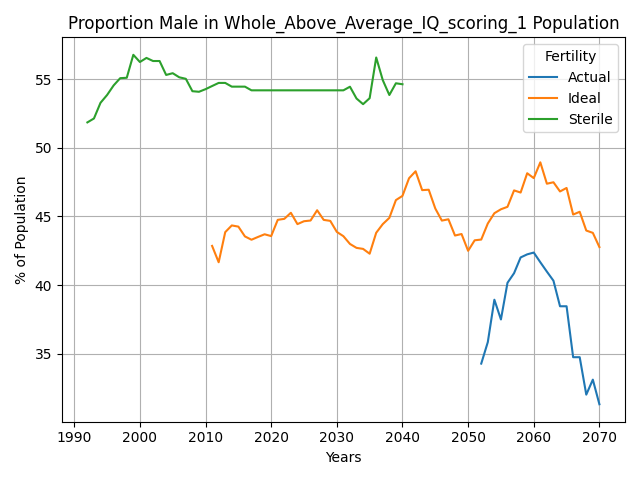 Proportion Male in Whole_Above_Average_IQ_scoring_1 Population
Fertility
Actual
Ideal
Sterile
% of Population
55
50
45
40
35
1990 2000 2010 2020 2030 2040 2050 2060 2070
Years